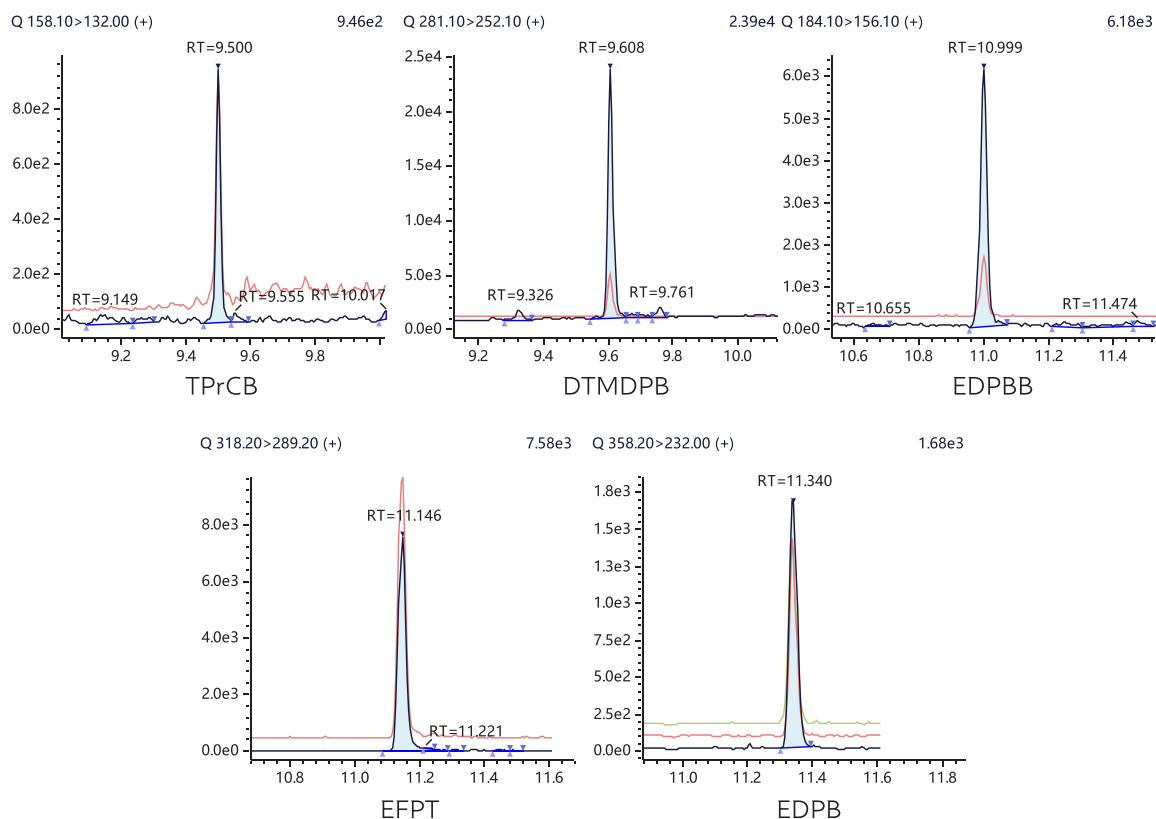 Q 158.10>132.00 (+) 9.46e2
RT=9.500
8.0e2
6.0e2
4.0e2
2.0e2
0.0e0
RT=9.149
RT=9.555
RT=10.017
9.2 9.4 9.6 9.8
TPrCB
Q 281.10>252.10 (+) 2.39e4
RT=9.608
2.5e4
2.0e4
1.5e4
1.0e4
5.0e3
0.0e0
RT=9.326
RT=9.761
9.2 9.4 9.6 9.8 10.0
DTMDPB
Q 184.10>156.10 (+) 6.18e3
RT=10.999
6.0e3
5.0e3
4.0e3
3.0e3
2.0e3
1.0e3
0.0e0
RT=10.655
RT=11.474
10.6 10.8 11.0 11.2 11.4
EDPBB
Q 318.20>289.20 (+) 7.58e3
RT=11.146
8.0e3
6.0e3
4.0e3
2.0e3
0.0e0
RT=11.221
10.8 11.0 11.2 11.4 11.6
EFPT
Q 358.20>232.00 (+) 1.68e3
RT=11.340
1.8e3
1.5e3
1.3e3
1.0e3
7.5e2
5.0e2
2.5e2
0.0e0
11.0 11.2 11.4 11.6 11.8
EDPB